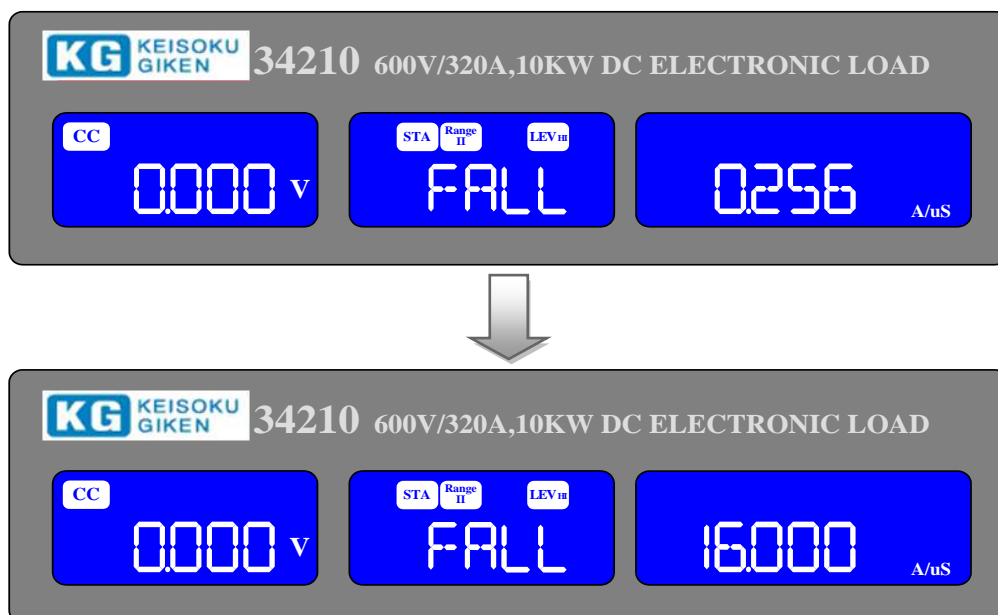 KG KEISOKU GIKEN 34210 600V/320A,10KW DC ELECTRONIC LOAD
CC STA Range II LEV HI
0.000 V FALL 0.256 A/uS
KG KEISOKU GIKEN 34210 600V/320A,10KW DC ELECTRONIC LOAD
CC STA Range II LEV HI
0.000 V FALL 16.000 A/uS